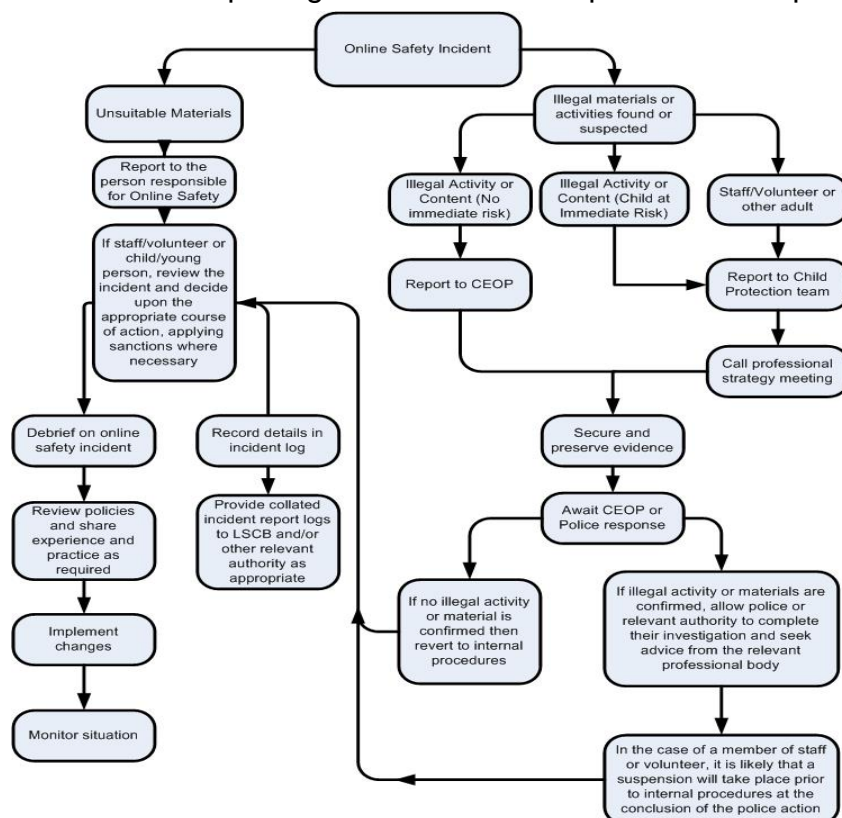 Online Safety Incident
Unsuitable Materials
Illegal materials or
activities found or
suspected
Report to the
person responsible
for Online Safety
Illegal Activity or
Content (No
immediate risk)
Illegal Activity or
Content (Child at
Immediate Risk)
Staff/Volunteer or
other adult
If staff/volunteer or
child/young
person, review the
incident and decide
upon the
appropriate course
of action, applying
sanctions where
necessary
Report to CEOP
Report to Child
Protection team
Call professional
strategy meeting
Debrief on online
safety incident
Record details in
incident log
Secure and
preserve evidence
Review policies
and share
experience and
practice as
required
Provide collated
incident report logs
to LSCB and/or
other relevant
authority as
appropriate
Await CEOP or
Police response
If no illegal activity
or material is
confirmed then
revert to internal
procedures
If illegal activity or materials are
confirmed, allow police or
relevant authority to complete
their investigation and seek
advice from the relevant
professional body
Implement
changes
Monitor situation
In the case of a member of staff
or volunteer, it is likely that a
suspension will take place prior
to internal procedures at the
conclusion of the police action